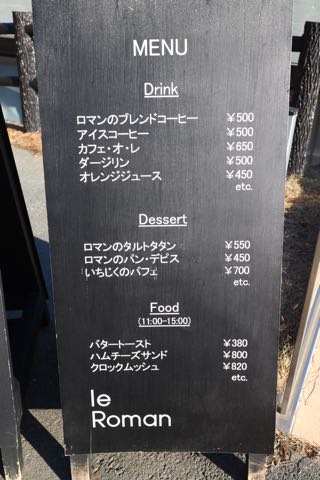 MENU
Drink
ロマンのブレンドコーヒー ￥500
アイスコーヒー ￥500
カフェ・オ・レ ￥650
ダージリン ￥500
オレンジジュース ￥450
etc.
Dessert
ロマンのタルトタタン ￥550
ロマンのパン・デピス ￥450
いちじくのパフェ ￥700
etc.
Food
(11:00-15:00)
バタートースト ￥380
ハムチーズサンド ￥800
クロックムッシュ ￥820
etc.
le
Roman